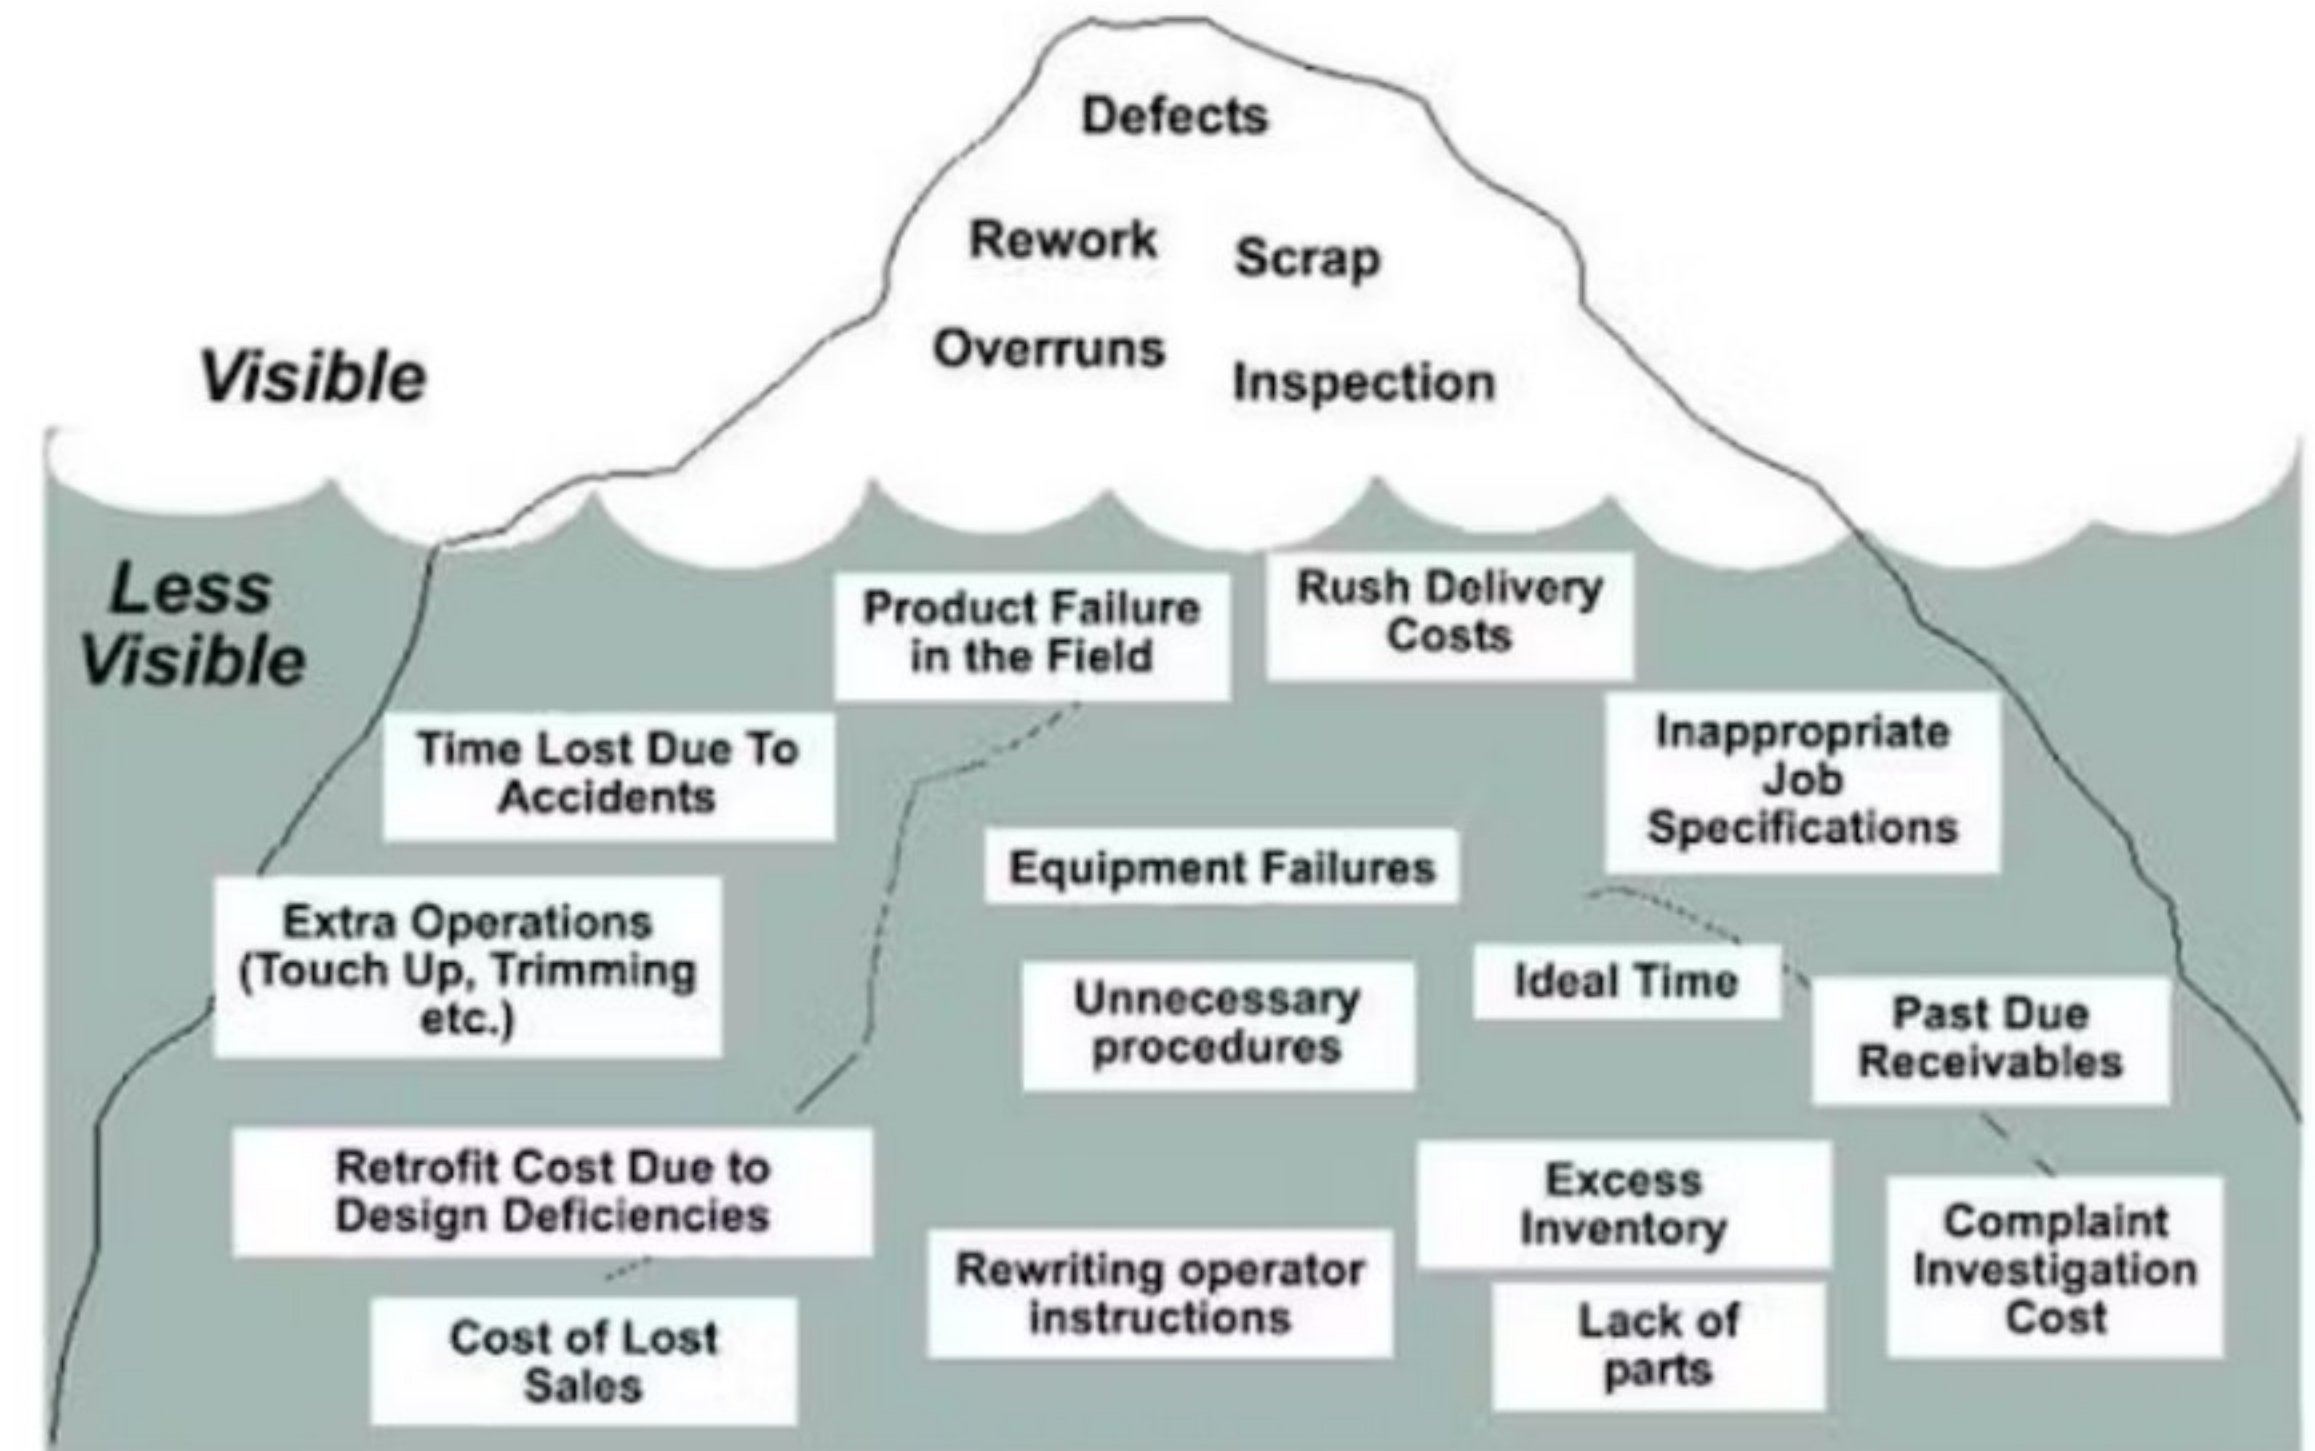 Defects
Rework
Scrap
Overruns
Inspection
Visible
Less
Visible
Product Failure
in the Field
Rush Delivery
Costs
Time Lost Due To
Accidents
Inappropriate
Job
Specifications
Equipment Failures
Extra Operations
(Touch Up, Trimming
etc.)
Unnecessary
procedures
Ideal Time
Past Due
Receivables
Retrofit Cost Due to
Design Deficiencies
Excess
Inventory
Complaint
Investigation
Cost
Rewriting operator
instructions
Lack of
parts
Cost of Lost
Sales